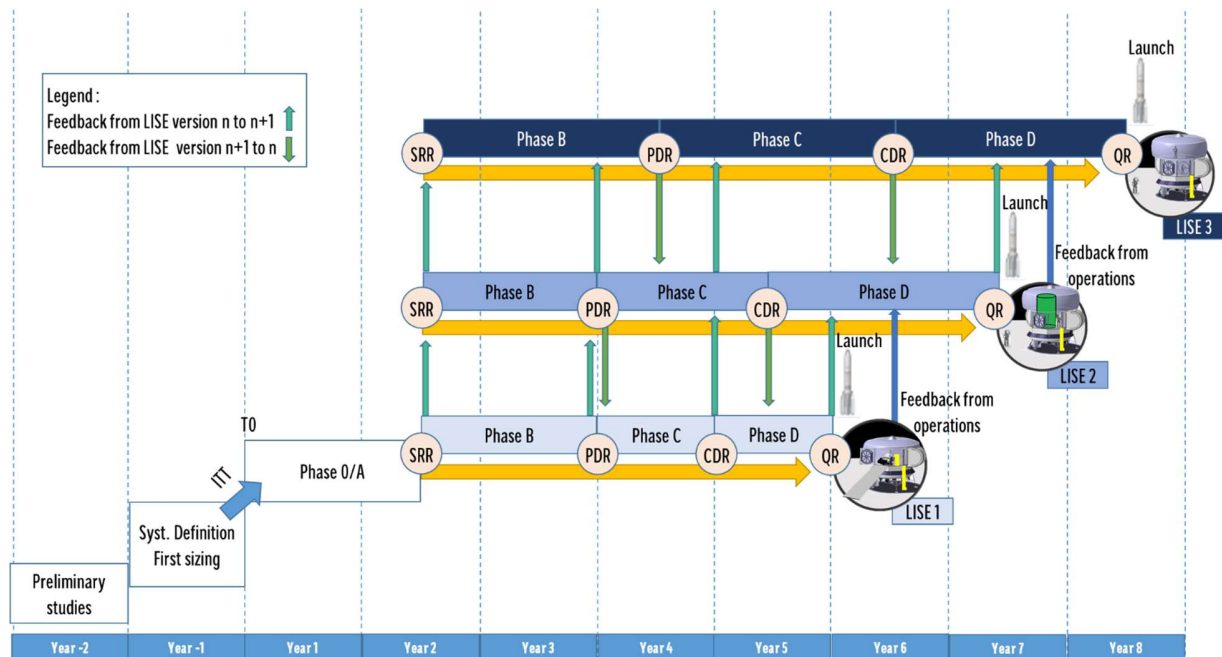 Launch
Legend :
Feedback from LISE version n to n+1
Feedback from LISE version n+1 to n
Phase B
Phase C
Phase D
SRR
PDR
CDR
QR
LISE 3
Launch
Feedback from
operations
Phase B
Phase C
Phase D
SRR
PDR
CDR
QR
LISE 2
Launch
Feedback from
operations
T0
Phase B
Phase C
Phase D
SRR
PDR
CDR
QR
LISE 1
ITT
Phase 0/A
Syst. Definition
First sizing
Preliminary
studies
Year -2
Year -1
Year 1
Year 2
Year 3
Year 4
Year 5
Year 6
Year 7
Year 8